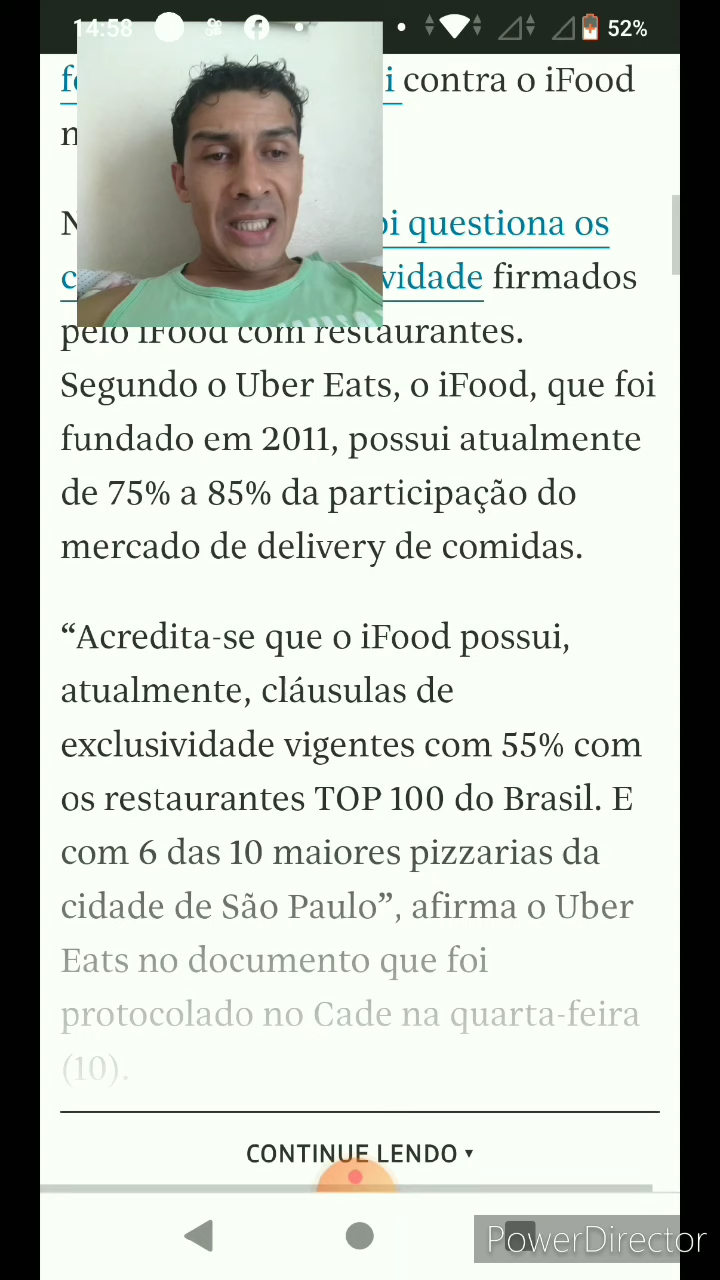 14:58
52%
i contra o iFood
questiona os
firmados
pelo iFood com restaurantes.
Segundo o Uber Eats, o iFood, que foi
fundado em 2011, possui atualmente
de 75% a 85% da participação do
mercado de delivery de comidas.
“Acredita-se que o iFood possui,
atualmente, cláusulas de
exclusividade vigentes com 55% com
os restaurantes TOP 100 do Brasil. E
com 6 das 10 maiores pizzarias da
cidade de São Paulo”, afirma o Uber
Eats no documento que foi
protocolado no Cade na quarta-feira
(10).
CONTINUE LENDO
PowerDirector